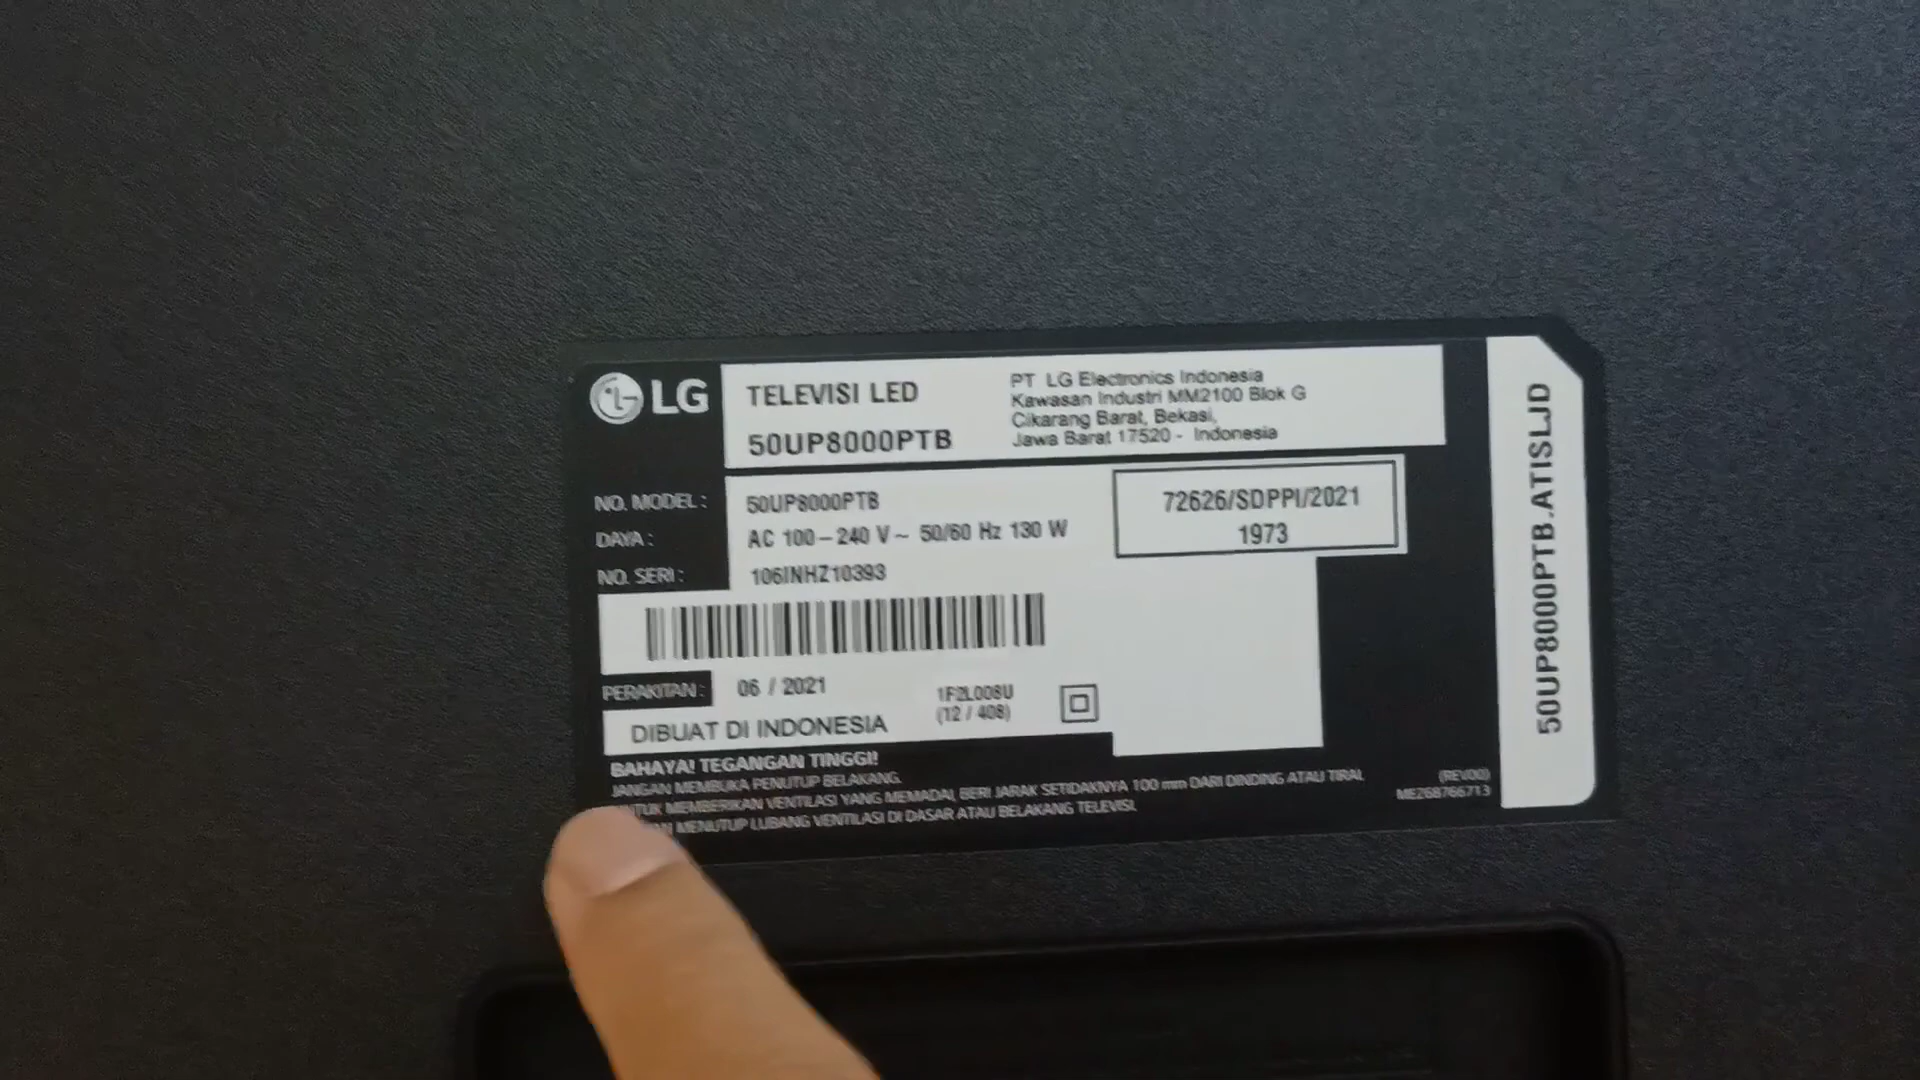 LG
TELEVISI LED
50UP8000PTB
PT LG Electronics Indonesia
Kawasan Industri MM2100 Blok G
Cikarang Barat, Bekasi,
Jawa Barat 17520 - Indonesia
NO. MODEL : 50UP8000PTB
DAYA : AC 100 – 240 V ~ 50/60 Hz 130 W
NO. SERI : 106INHZ10393
72626/SDPPI/2021
1973
PERAKITAN : 06 / 2021
1F2L008U
(12 / 408)
DIBUAT DI INDONESIA
BAHAYA! TEGANGAN TINGGI!
JANGAN MEMBUKA PENUTUP BELAKANG.
MEMBERIKAN VENTILASI YANG MEMADAI, BERI JARAK SETIDAKNYA 100 mm DARI DINDING ATAU TIRAI.
MENUTUP LUBANG VENTILASI DI DASAR ATAU BELAKANG TELEVISI.
(REV00)
MEZ68766713
50UP8000PTB.ATISLJD